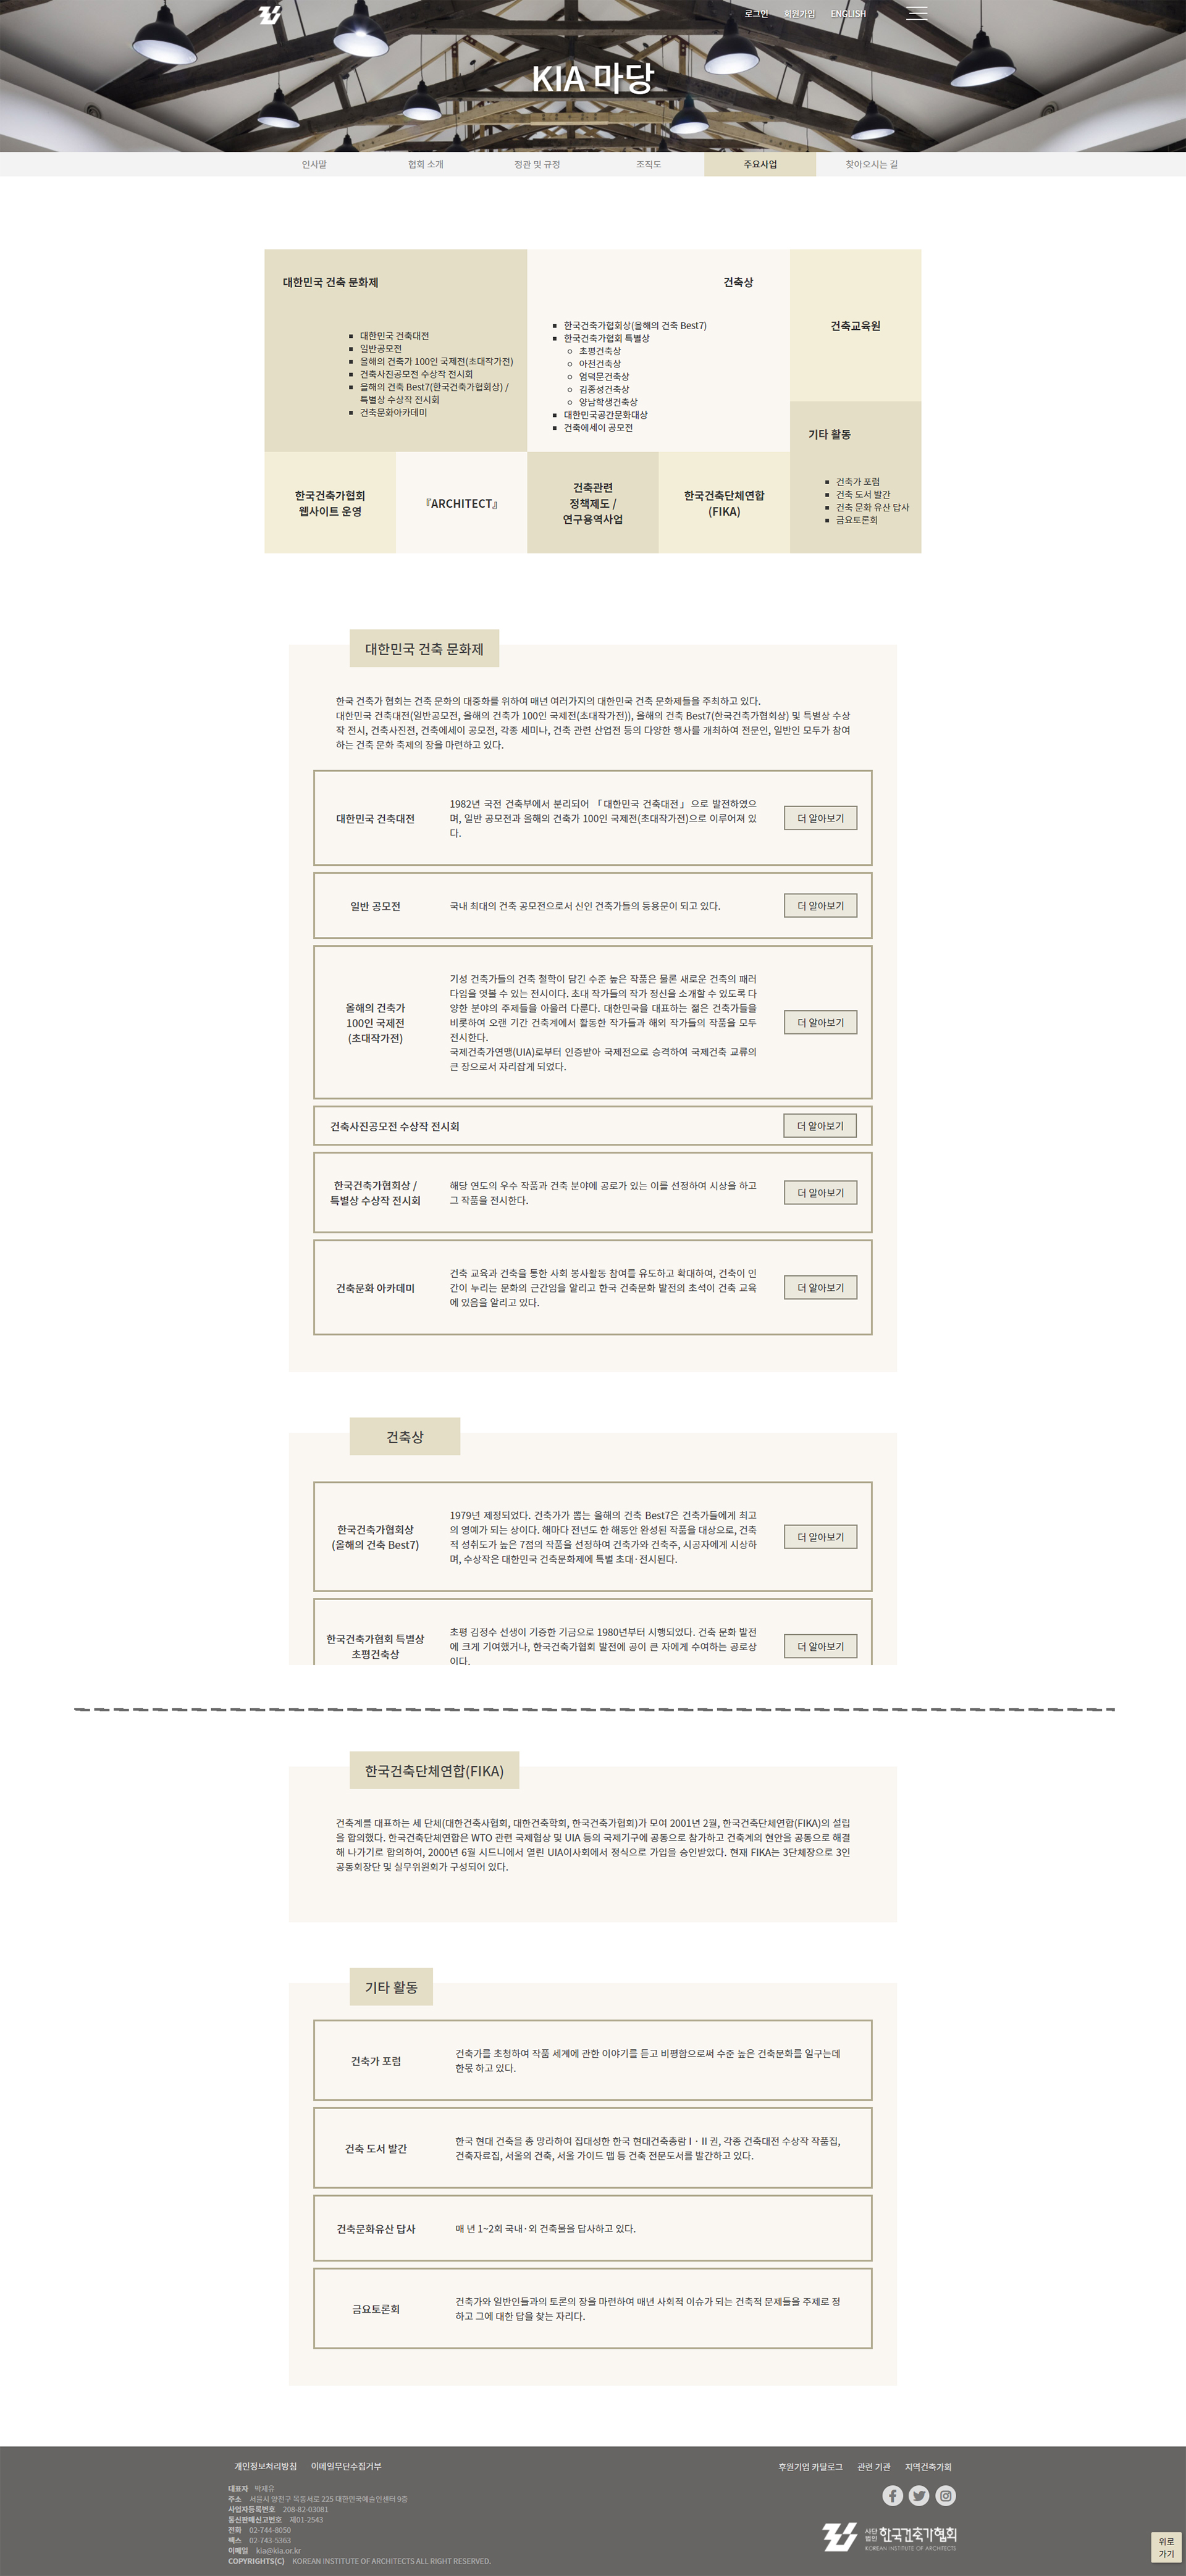 로그인 회원가입 ENGLISH
KIA 마당
인사말 협회 소개 정관 및 규정 조직도 주요사업 찾아오시는 길
대한민국 건축 문화제
대한민국 건축대전
일반공모전
올해의 건축가 100인 국제전(초대작가전)
건축사진공모전 수상작 전시회
올해의 건축 Best7(한국건축가협회상) /
특별상 수상작 전시회
건축문화아카데미
건축상
한국건축가협회상(올해의 건축 Best7)
한국건축가협회 특별상
초평건축상
아천건축상
엄덕문건축상
김종성건축상
양남학생건축상
대한민국공간문화대상
건축에세이 공모전
건축교육원
기타 활동
건축가 포럼
건축 도서 발간
건축 문화 유산 답사
금요토론회
한국건축가협회
웹사이트 운영
『ARCHITECT』
건축관련
정책제도 /
연구용역사업
한국건축단체연합
(FIKA)
대한민국 건축 문화제
한국 건축가 협회는 건축 문화의 대중화를 위하여 매년 여러가지의 대한민국 건축 문화제들을 주최하고 있다.
대한민국 건축대전(일반공모전, 올해의 건축가 100인 국제전(초대작가전)), 올해의 건축 Best7(한국건축가협회상) 및 특별상 수상
작 전시, 건축사진전, 건축에세이 공모전, 각종 세미나, 건축 관련 산업전 등의 다양한 행사를 개최하여 전문인, 일반인 모두가 참여
하는 건축 문화 축제의 장을 마련하고 있다.
대한민국 건축대전
1982년 국전 건축부에서 분리되어 「대한민국 건축대전」으로 발전하였으
며, 일반 공모전과 올해의 건축가 100인 국제전(초대작가전)으로 이루어져 있
다.
더 알아보기
일반 공모전
국내 최대의 건축 공모전으로서 신인 건축가들의 등용문이 되고 있다.
더 알아보기
올해의 건축가
100인 국제전
(초대작가전)
기성 건축가들의 건축 철학이 담긴 수준 높은 작품은 물론 새로운 건축의 패러
다임을 엿볼 수 있는 전시이다. 초대 작가들의 작가 정신을 소개할 수 있도록 다
양한 분야의 주제들을 아울러 다룬다. 대한민국을 대표하는 젊은 건축가들을
비롯하여 오랜 기간 건축계에서 활동한 작가들과 해외 작가들의 작품을 모두
전시한다.
국제건축가연맹(UIA)로부터 인증받아 국제전으로 승격하여 국제건축 교류의
큰 장으로서 자리잡게 되었다.
더 알아보기
건축사진공모전 수상작 전시회
더 알아보기
한국건축가협회상 /
특별상 수상작 전시회
해당 연도의 우수 작품과 건축 분야에 공로가 있는 이를 선정하여 시상을 하고
그 작품을 전시한다.
더 알아보기
건축문화 아카데미
건축 교육과 건축을 통한 사회 봉사활동 참여를 유도하고 확대하여, 건축이 인
간이 누리는 문화의 근간임을 알리고 한국 건축문화 발전의 초석이 건축 교육
에 있음을 알리고 있다.
더 알아보기
건축상
한국건축가협회상
(올해의 건축 Best7)
1979년 제정되었다. 건축가가 뽑는 올해의 건축 Best7은 건축가들에게 최고
의 영예가 되는 상이다. 해마다 전년도 한 해동안 완성된 작품을 대상으로, 건축
적 성취도가 높은 7점의 작품을 선정하여 건축가와 건축주, 시공자에게 시상하
며, 수상작은 대한민국 건축문화제에 특별 초대·전시된다.
더 알아보기
한국건축가협회 특별상
초평건축상
초평 김정수 선생이 기증한 기금으로 1980년부터 시행되었다. 건축 문화 발전
에 크게 기여했거나, 한국건축가협회 발전에 공이 큰 자에게 수여하는 공로상
이다.
더 알아보기
한국건축단체연합(FIKA)
건축계를 대표하는 세 단체(대한건축사협회, 대한건축학회, 한국건축가협회)가 모여 2001년 2월, 한국건축단체연합(FIKA)의 설립
을 합의했다. 한국건축단체연합은 WTO 관련 국제협상 및 UIA 등의 국제기구에 공동으로 참가하고 건축계의 현안을 공동으로 해결
해 나가기로 합의하여, 2000년 6월 시드니에서 열린 UIA이사회에서 정식으로 가입을 승인받았다. 현재 FIKA는 3단체장으로 3인
공동회장단 및 실무위원회가 구성되어 있다.
기타 활동
건축가 포럼
건축가를 초청하여 작품 세계에 관한 이야기를 듣고 비평함으로써 수준 높은 건축문화를 일구는데
한몫 하고 있다.
건축 도서 발간
한국 현대 건축을 총 망라하여 집대성한 한국 현대건축총람 I · II 권, 각종 건축대전 수상작 작품집,
건축자료집, 서울의 건축, 서울 가이드 맵 등 건축 전문도서를 발간하고 있다.
건축문화유산 답사
매 년 1~2회 국내·외 건축물을 답사하고 있다.
금요토론회
건축가와 일반인들과의 토론의 장을 마련하여 매년 사회적 이슈가 되는 건축적 문제들을 주제로 정
하고 그에 대한 답을 찾는 자리다.
개인정보처리방침 이메일무단수집거부
후원기업 카탈로그 관련 기관 지역건축가회
대표자 박제유
주소 서울시 양천구 목동서로 225 대한민국예술인센터 9층
사업자등록번호 208-82-03081
통신판매신고번호 제01-2543
전화 02-744-8050
팩스 02-743-5363
이메일 kia@kia.or.kr
COPYRIGHTS(C) KOREAN INSTITUTE OF ARCHITECTS ALL RIGHT RESERVED.
사단
법인 한국건축가협회
KOREAN INSTITUTE OF ARCHITECTS
위로
가기